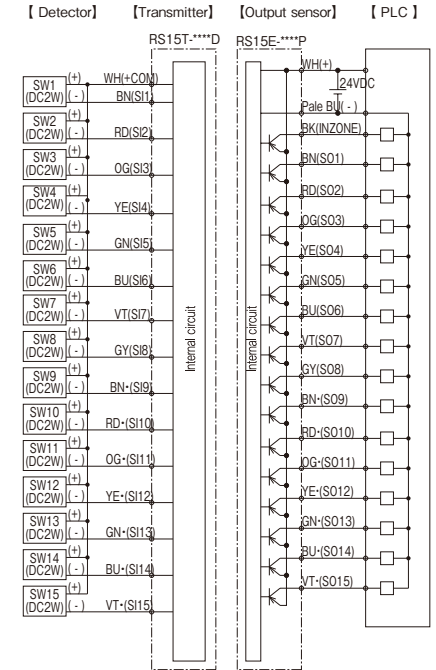 【 Detector】 【Transmitter】 【Output sensor】 【 PLC 】
RS15T-****D RS15E-****P
SW1
(DC2W)
(+)
(-)
WH(+COM)
BN(SI1)
SW2
(DC2W)
(+)
(-)
RD(SI2)
SW3
(DC2W)
(+)
(-)
OG(SI3)
SW4
(DC2W)
(+)
(-)
YE(SI4)
SW5
(DC2W)
(+)
(-)
GN(SI5)
SW6
(DC2W)
(+)
(-)
BU(SI6)
SW7
(DC2W)
(+)
(-)
VT(SI7)
SW8
(DC2W)
(+)
(-)
GY(SI8)
SW9
(DC2W)
(+)
(-)
BN•(SI9)
SW10
(DC2W)
(+)
(-)
RD•(SI10)
SW11
(DC2W)
(+)
(-)
OG•(SI11)
SW12
(DC2W)
(+)
(-)
YE•(SI12)
SW13
(DC2W)
(+)
(-)
GN•(SI13)
SW14
(DC2W)
(+)
(-)
BU•(SI14)
SW15
(DC2W)
(+)
(-)
VT•(SI15)
Internal circuit
Internal circuit
WH(+)
24VDC
Pale BU( - )
BK(INZONE)
BN(SO1)
RD(SO2)
OG(SO3)
YE(SO4)
GN(SO5)
BU(SO6)
VT(SO7)
GY(SO8)
BN•(SO9)
RD•(SO10)
OG•(SO11)
YE•(SO12)
GN•(SO13)
BU•(SO14)
VT•(SO15)